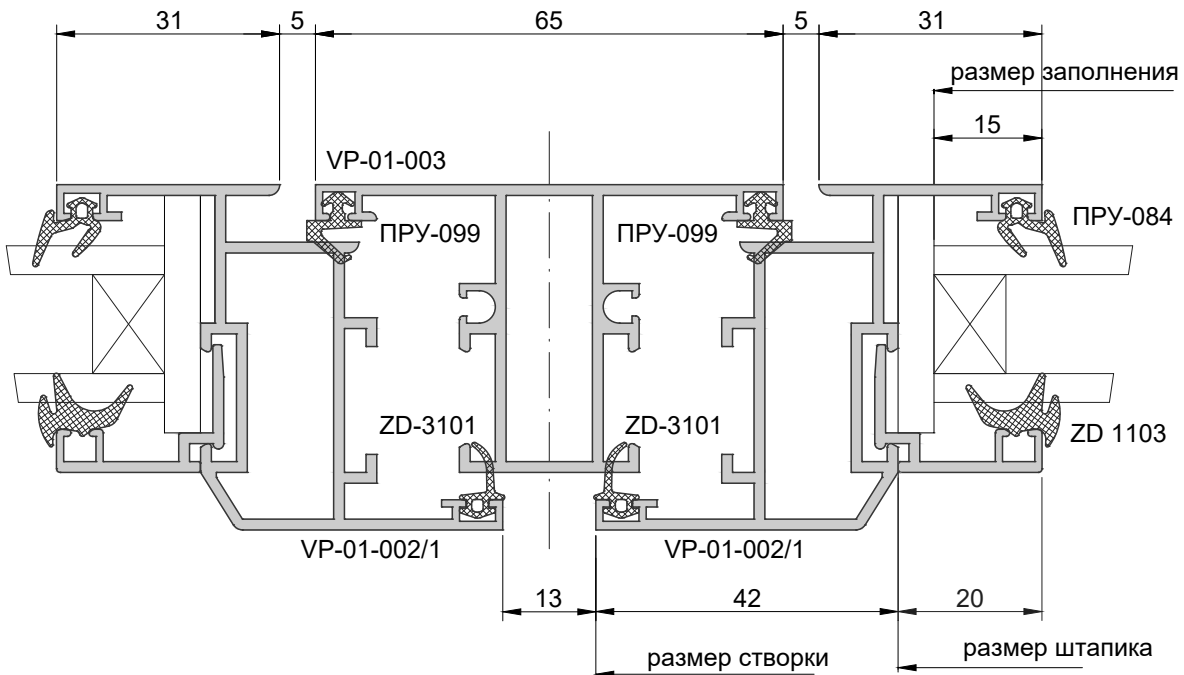 31 5 65 5 31
размер заполнения
15
VP-01-003
ПРУ-099 ПРУ-099 ПРУ-084
ZD-3101 ZD-3101 ZD 1103
VP-01-002/1 VP-01-002/1
13 42 20
размер створки размер штапика